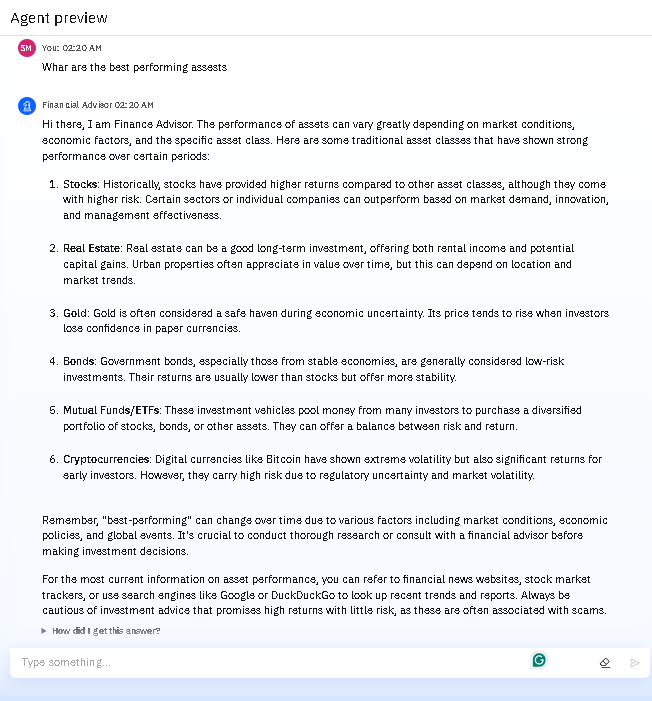 Agent preview
SM You: 02:20 AM
Whar are the best performing assests
Financial Advisor 02:20 AM
Hi there, I am Finance Advisor. The performance of assets can vary greatly depending on market conditions,
economic factors, and the specific asset class. Here are some traditional asset classes that have shown strong
performance over certain periods:
1. Stocks: Historically, stocks have provided higher returns compared to other asset classes, although they come
with higher risk. Certain sectors or individual companies can outperform based on market demand, innovation,
and management effectiveness.
2. Real Estate: Real estate can be a good long-term investment, offering both rental income and potential
capital gains. Urban properties often appreciate in value over time, but this can depend on location and
market trends.
3. Gold: Gold is often considered a safe haven during economic uncertainty. Its price tends to rise when investors
lose confidence in paper currencies.
4. Bonds: Government bonds, especially those from stable economies, are generally considered low-risk
investments. Their returns are usually lower than stocks but offer more stability.
5. Mutual Funds/ETFs: These investment vehicles pool money from many investors to purchase a diversified
portfolio of stocks, bonds, or other assets. They can offer a balance between risk and return.
6. Cryptocurrencies: Digital currencies like Bitcoin have shown extreme volatility but also significant returns for
early investors. However, they carry high risk due to regulatory uncertainty and market volatility.
Remember, "best-performing" can change over time due to various factors including market conditions, economic
policies, and global events. It's crucial to conduct thorough research or consult with a financial advisor before
making investment decisions.
For the most current information on asset performance, you can refer to financial news websites, stock market
trackers, or use search engines like Google or DuckDuckGo to look up recent trends and reports. Always be
cautious of investment advice that promises high returns with little risk, as these are often associated with scams.
How did I get this answer?
Type something...